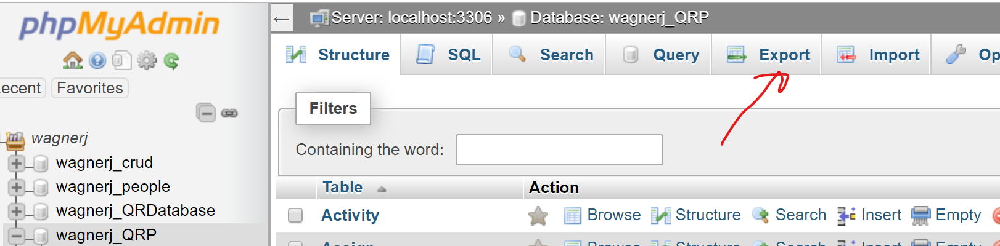 phpMyAdmin
ecent Favorites
wagnerj
wagnerj_crud
wagnerj_people
wagnerj_QRDatabase
wagnerj_QRP
← Server: localhost:3306 » Database: wagnerj_QRP
Structure SQL Search Query Export Import Op
Filters
Containing the word:
Table Action
Activity Browse Structure Search Insert Empty
Assign Browse Structure Search Insert Empty